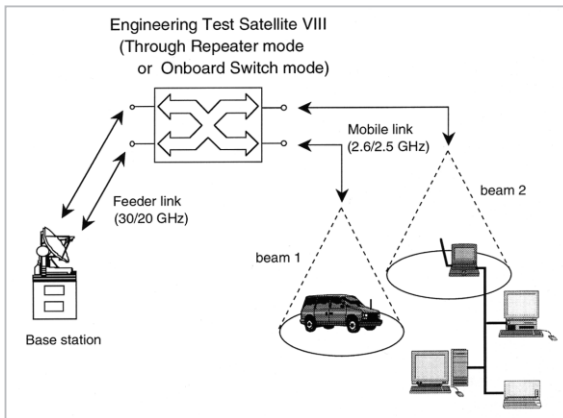 Engineering Test Satellite VIII
(Through Repeater mode
or Onboard Switch mode)
Mobile link
(2.6/2.5 GHz)
Feeder link
(30/20 GHz)
beam 2
beam 1
Base station